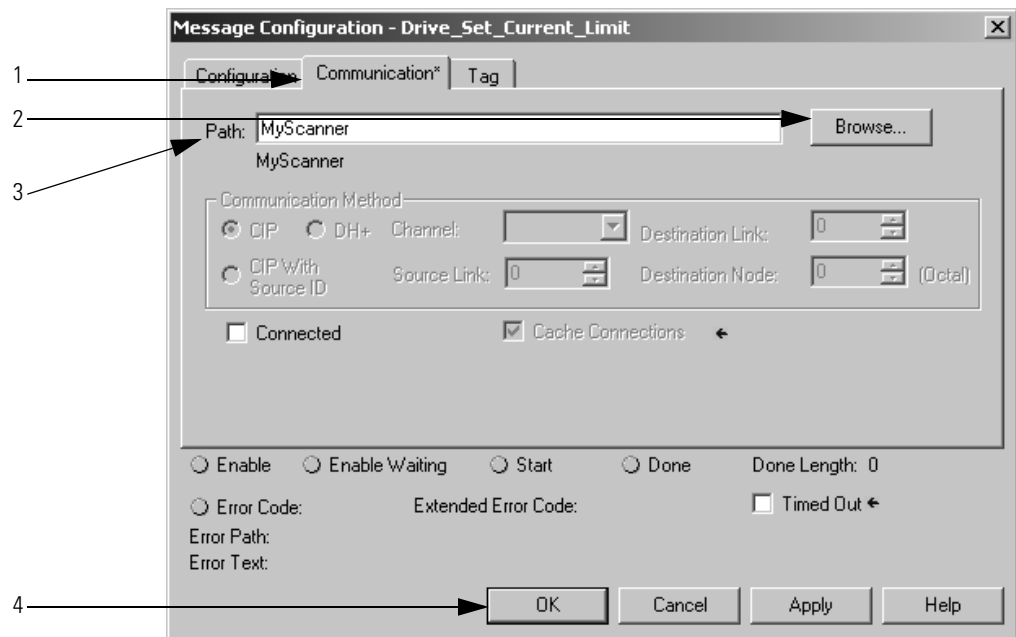 Message Configuration - Drive_Set_Current_Limit
1
Configuration Communication* Tag
2
Path: MyScanner Browse...
3
MyScanner
Communication Method
CIP DH+ Channel: Destination Link: 0
CIP With Source ID Source Link: 0 Destination Node: 0 (Octal)
Connected Cache Connections
Enable Enable Waiting Start Done Done Length: 0
Error Code: Extended Error Code: Timed Out
Error Path:
Error Text:
4
OK Cancel Apply Help